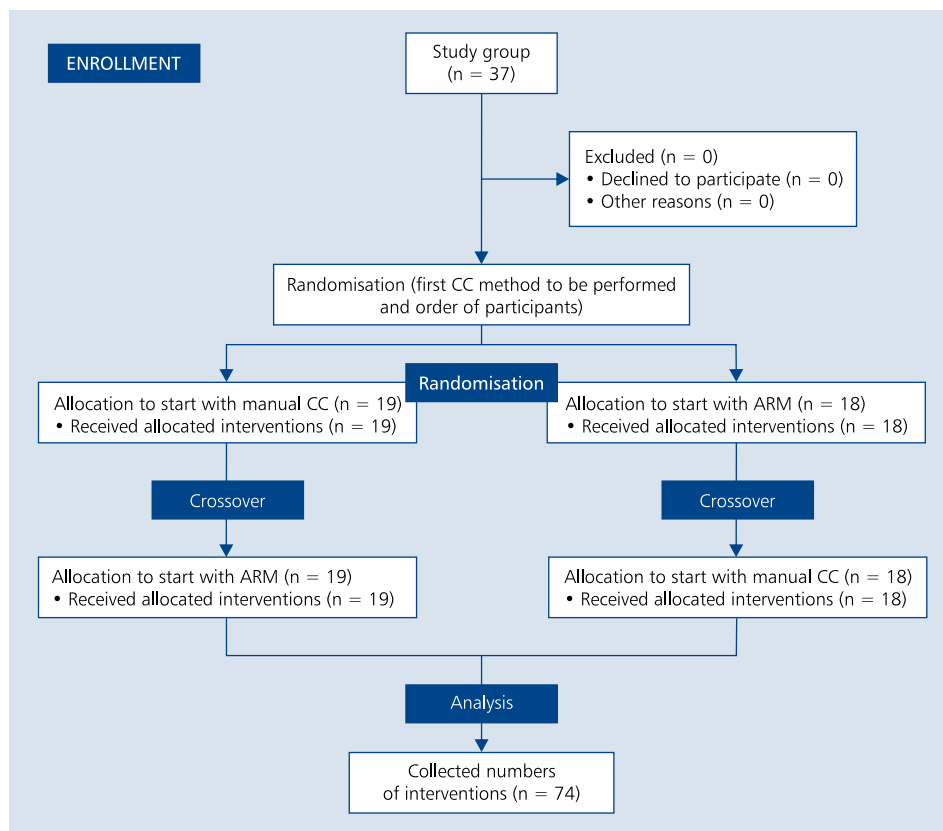 ENROLLMENT
Study group
(n = 37)
Excluded (n = 0)
• Declined to participate (n = 0)
• Other reasons (n = 0)
Randomisation (first CC method to be performed
and order of participants)
Randomisation
Allocation to start with manual CC (n = 19)
• Received allocated interventions (n = 19)
Allocation to start with ARM (n = 18)
• Received allocated interventions (n = 18)
Crossover
Crossover
Allocation to start with ARM (n = 19)
• Received allocated interventions (n = 19)
Allocation to start with manual CC (n = 18)
• Received allocated interventions (n = 18)
Analysis
Collected numbers
of interventions (n = 74)